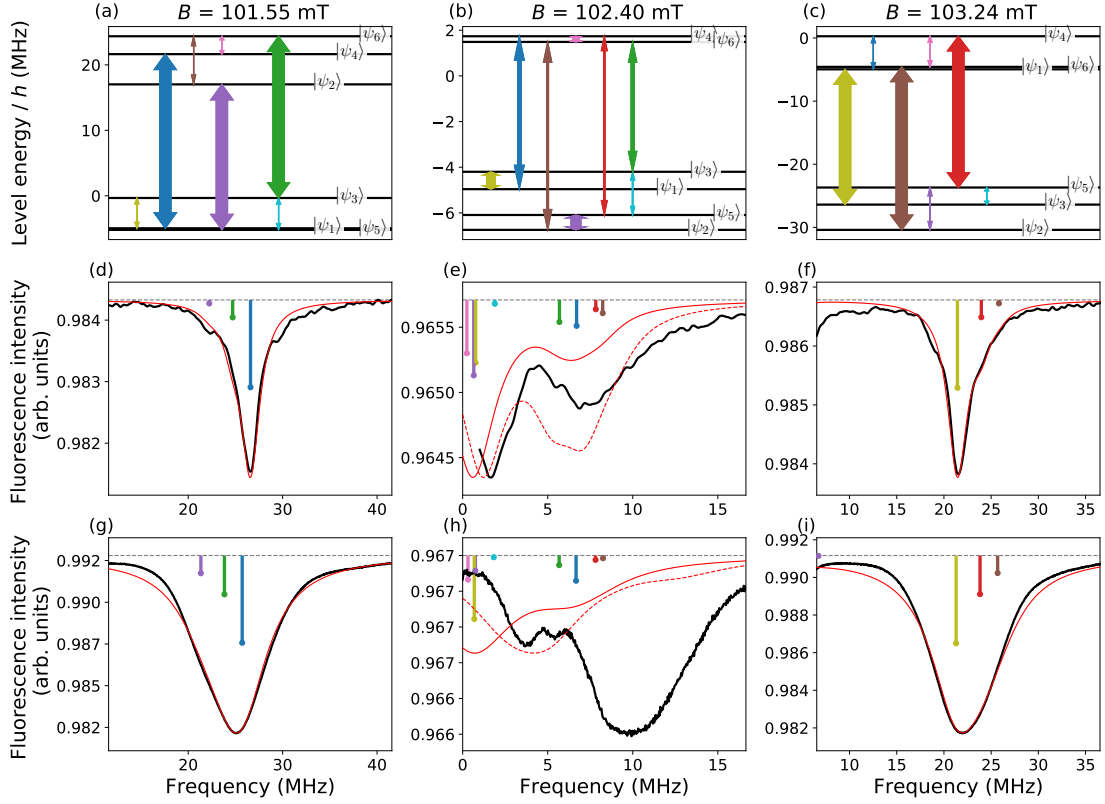 (a) B = 101.55 mT
(b) B = 102.40 mT
(c) B = 103.24 mT
Level energy / h (MHz)
20
10
0
|ψ6⟩
|ψ4⟩
|ψ2⟩
|ψ3⟩
|ψ1⟩ |ψ5⟩
2
0
−2
−4
−6
|ψ4⟩|ψ6⟩
|ψ3⟩
|ψ1⟩
|ψ5⟩
|ψ2⟩
0
−10
−20
−30
|ψ4⟩
|ψ6⟩
|ψ1⟩
|ψ5⟩
|ψ3⟩
|ψ2⟩
(d)
(e)
(f)
Fluorescence intensity
(arb. units)
0.984
0.983
0.982
20 30 40
0.9655
0.9650
0.9645
0 5 10 15
0.987
0.986
0.985
0.984
10 15 20 25 30 35
(g)
(h)
(i)
Fluorescence intensity
(arb. units)
0.992
0.990
0.987
0.985
0.982
20 30 40
Frequency (MHz)
0.967
0.967
0.967
0.966
0.966
0 5 10 15
Frequency (MHz)
0.990
0.988
0.986
0.984
0.982
10 15 20 25 30 35
Frequency (MHz)